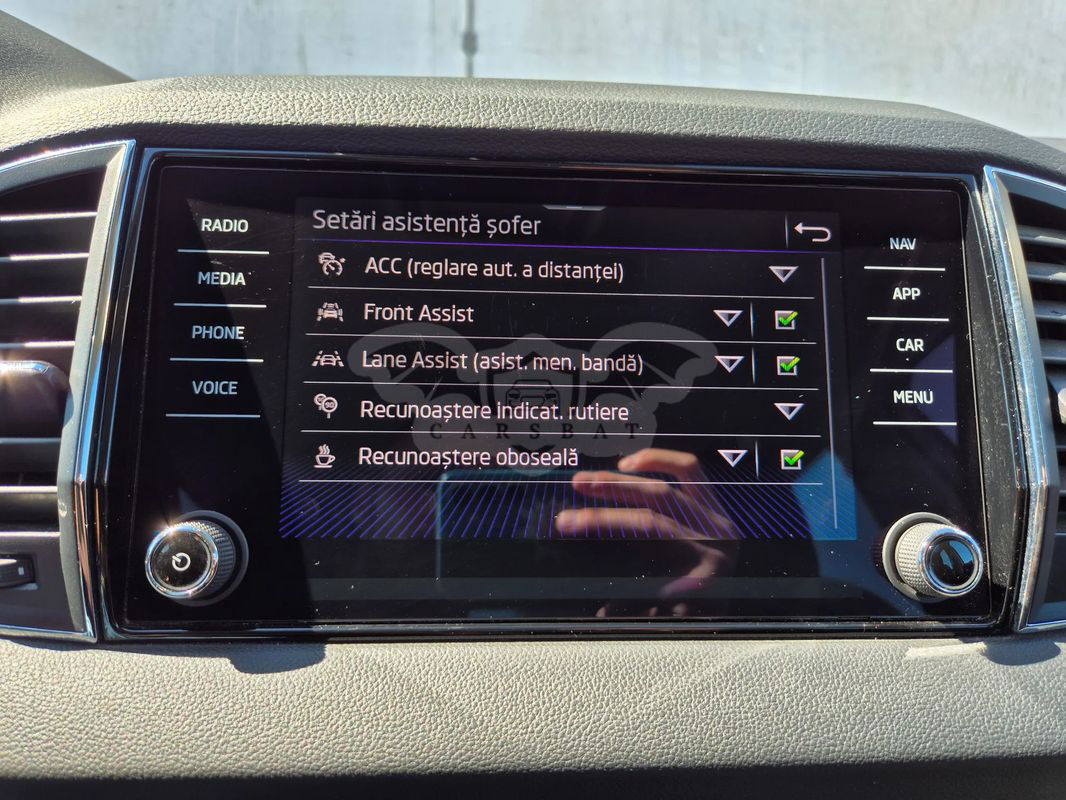 Setări asistență șofer
RADIO
MEDIA
PHONE
VOICE
ACC (reglare aut. a distanței)
Front Assist
Lane Assist (asist. men. bandă)
Recunoaștere indicat. rutiere
Recunoaștere oboseală
NAV
APP
CAR
MENU
CARSBAT